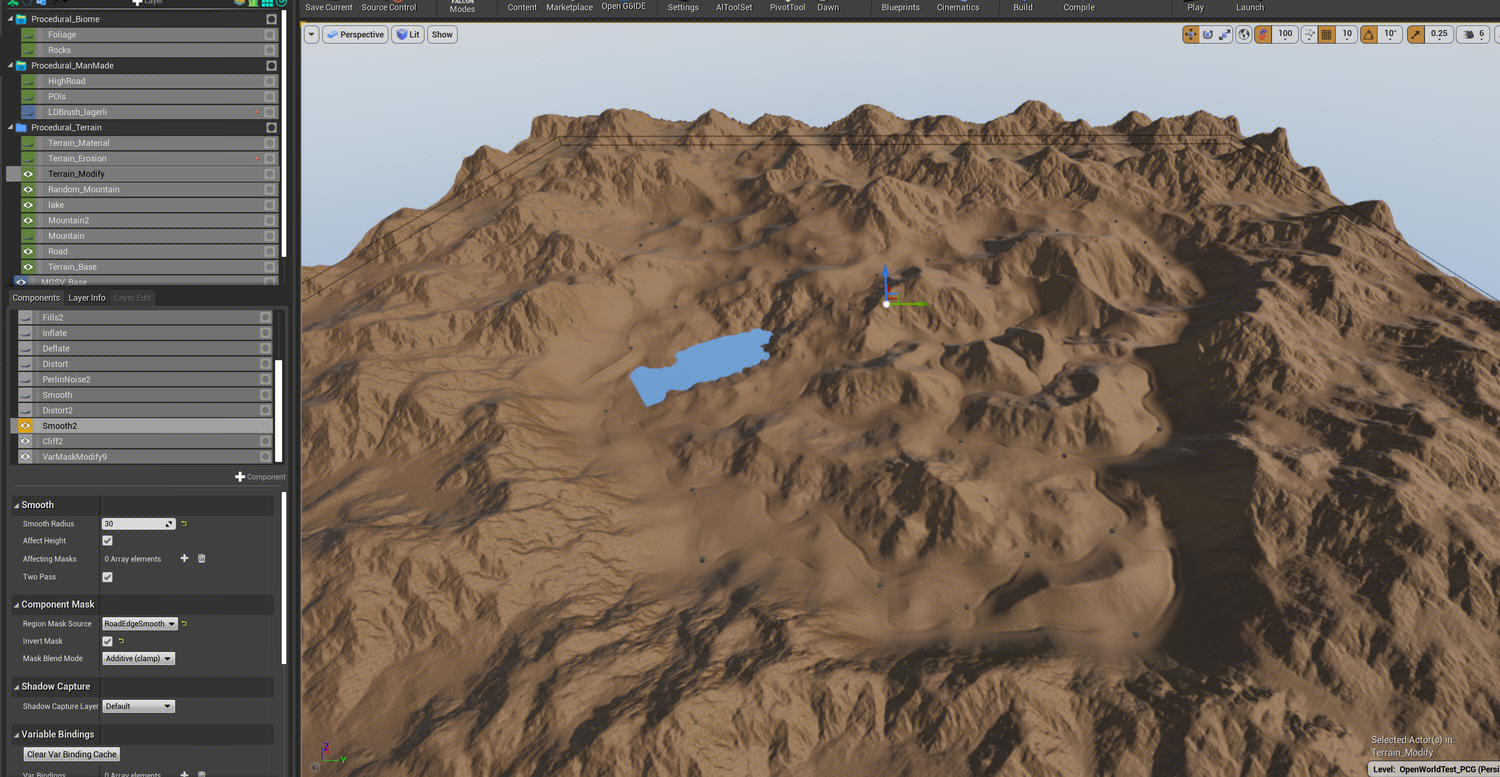 Layer
Save Current
Source Control
FALCON
Modes
Content
Marketplace
Open G6IDE
Settings
AIToolSet
PivotTool
Dawn
Blueprints
Cinematics
Build
Compile
Play
Launch
Procedural_Biome
Foliage
Rocks
Procedural_ManMade
HighRoad
POIs
LDBrush_lagerli
Procedural_Terrain
Terrain_Material
Terrain_Erosion
Terrain_Modify
Random_Mountain
lake
Mountain2
Mountain
Road
Terrain_Base
MGSV_Base
Components
Layer Info
Layer Edit
Fills2
Inflate
Deflate
Distort
PerlinNoise2
Smooth
Distort2
Smooth2
Cliff2
VarMaskModify9
Component
Smooth
Smooth Radius 30
Affect Height
Affecting Masks 0 Array elements
Two Pass
Component Mask
Region Mask Source RoadEdgeSmooth
Invert Mask
Mask Blend Mode Additive (clamp)
Shadow Capture
Shadow Capture Layer Default
Variable Bindings
Clear Var Binding Cache
Var Bindings 0 Array elements
Perspective
Lit
Show
100
10
10°
0.25
6
Z
Y
Selected Actor(s) in:
Terrain_Modify
Level: OpenWorldTest_PCG (Persi